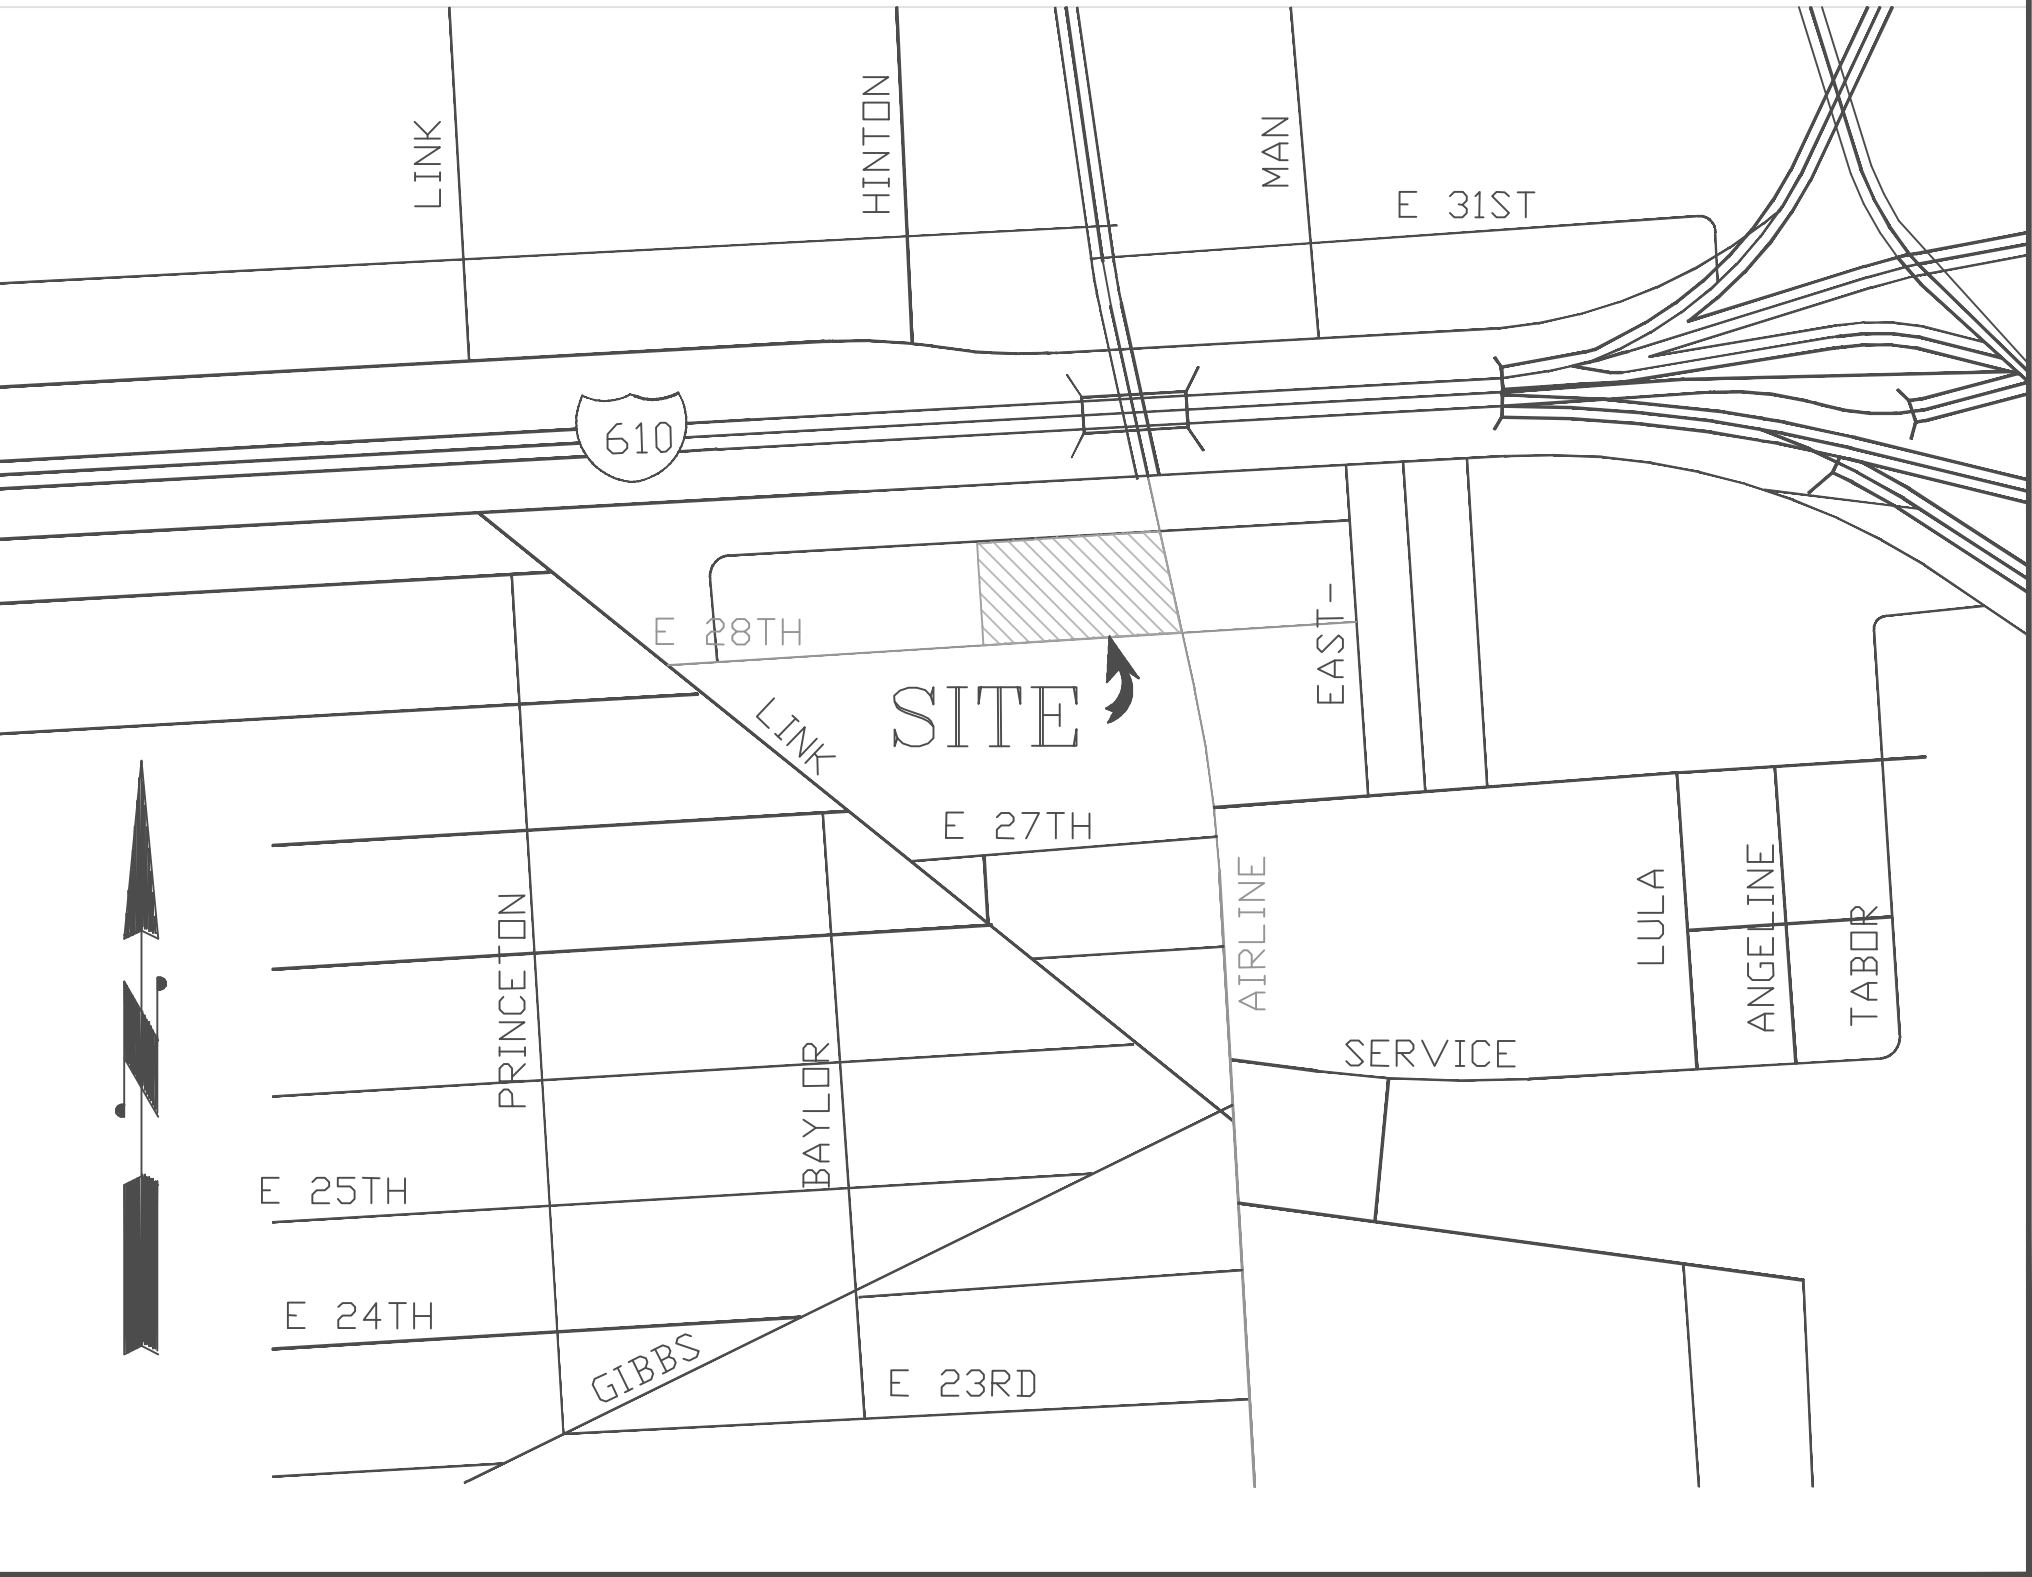 LINK
HINTON
MAN
E 31ST
610
E 28TH
EAST-
SITE
LINK
E 27TH
AIRLINE
LULA
ANGELINE
TABOR
PRINCETON
BAYLOR
SERVICE
E 25TH
E 24TH
GIBBS
E 23RD